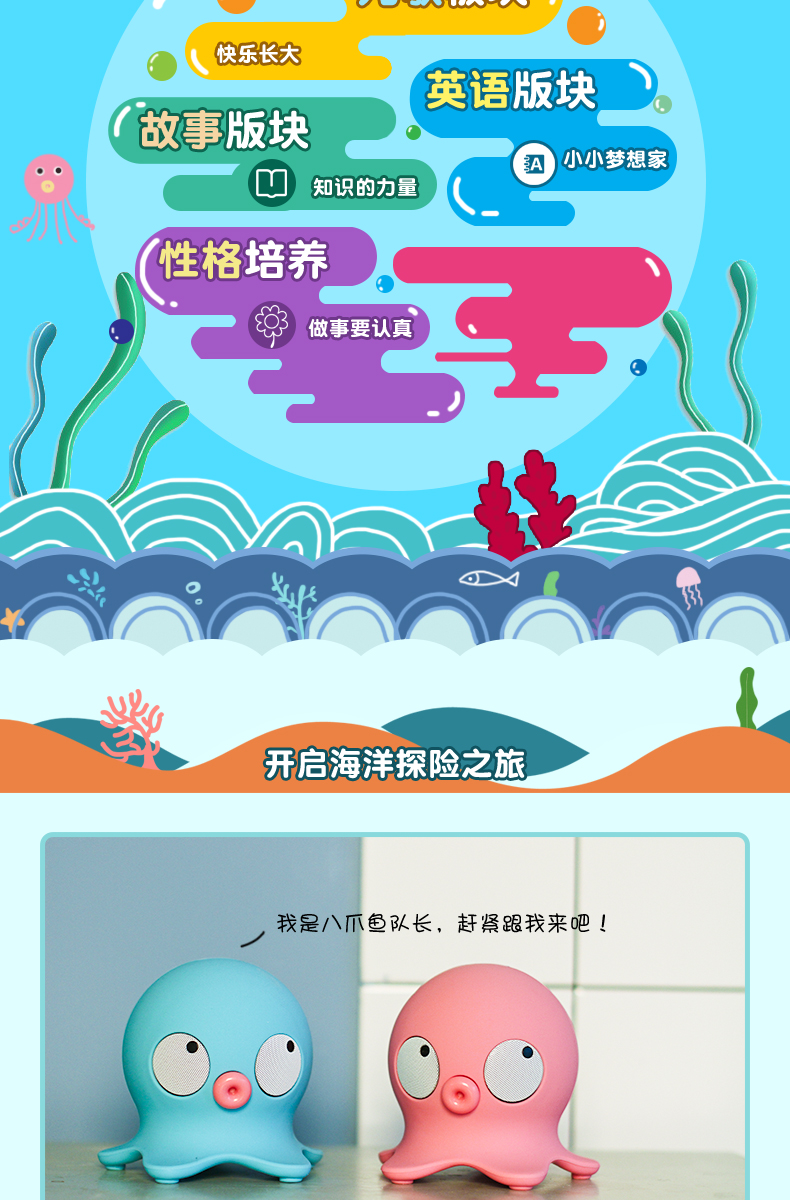 版块
快乐长大
英语版块
故事版块
小小梦想家
A
知识的力量
性格培养
做事要认真
开启海洋探险之旅
我是八爪鱼队长，赶紧跟我来吧！